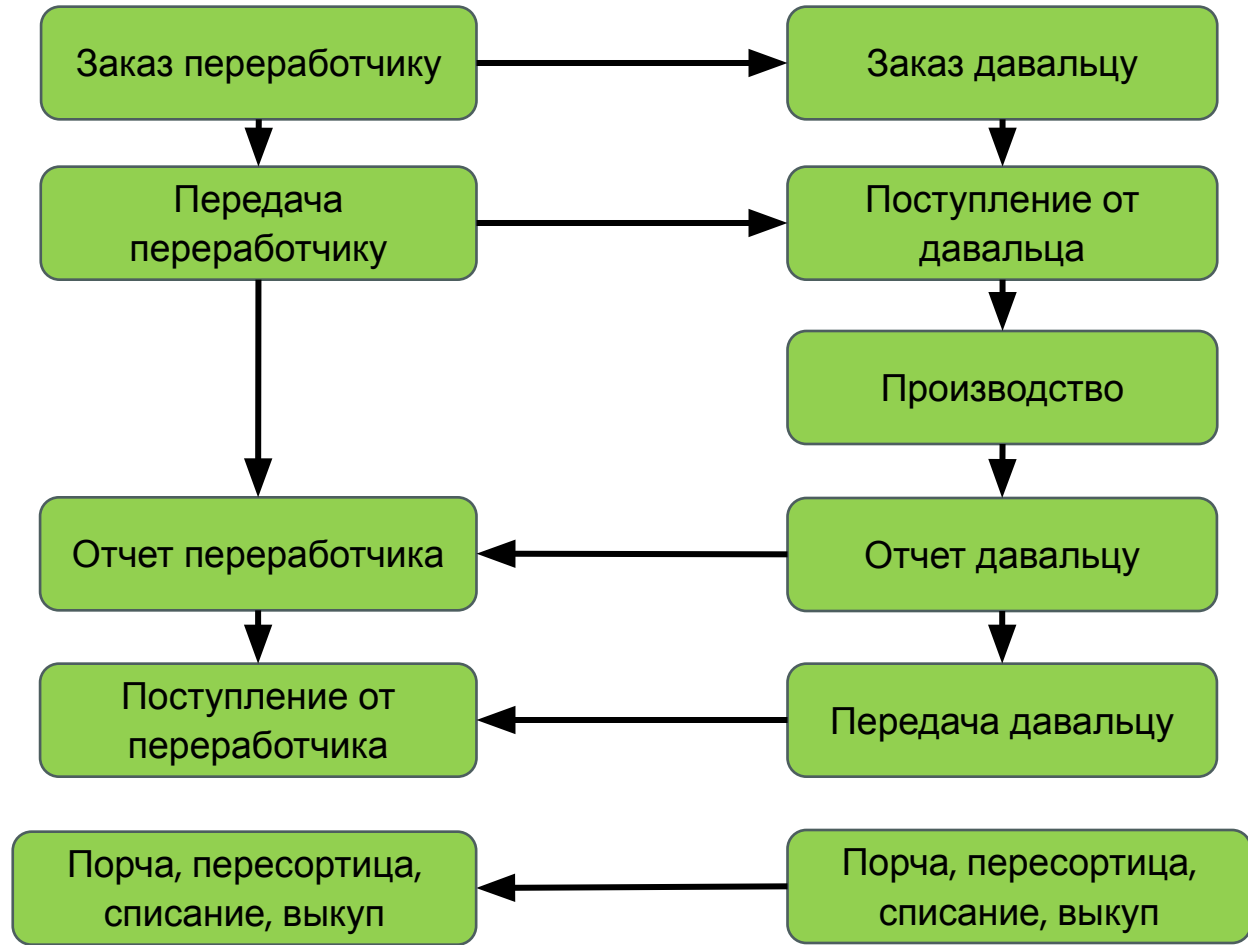 Заказ переработчику
Заказ давальцу
Передача
переработчику
Поступление от
давальца
Производство
Отчет переработчика
Отчет давальцу
Поступление от
переработчика
Передача давальцу
Порча, пересортица,
списание, выкуп
Порча, пересортица,
списание, выкуп